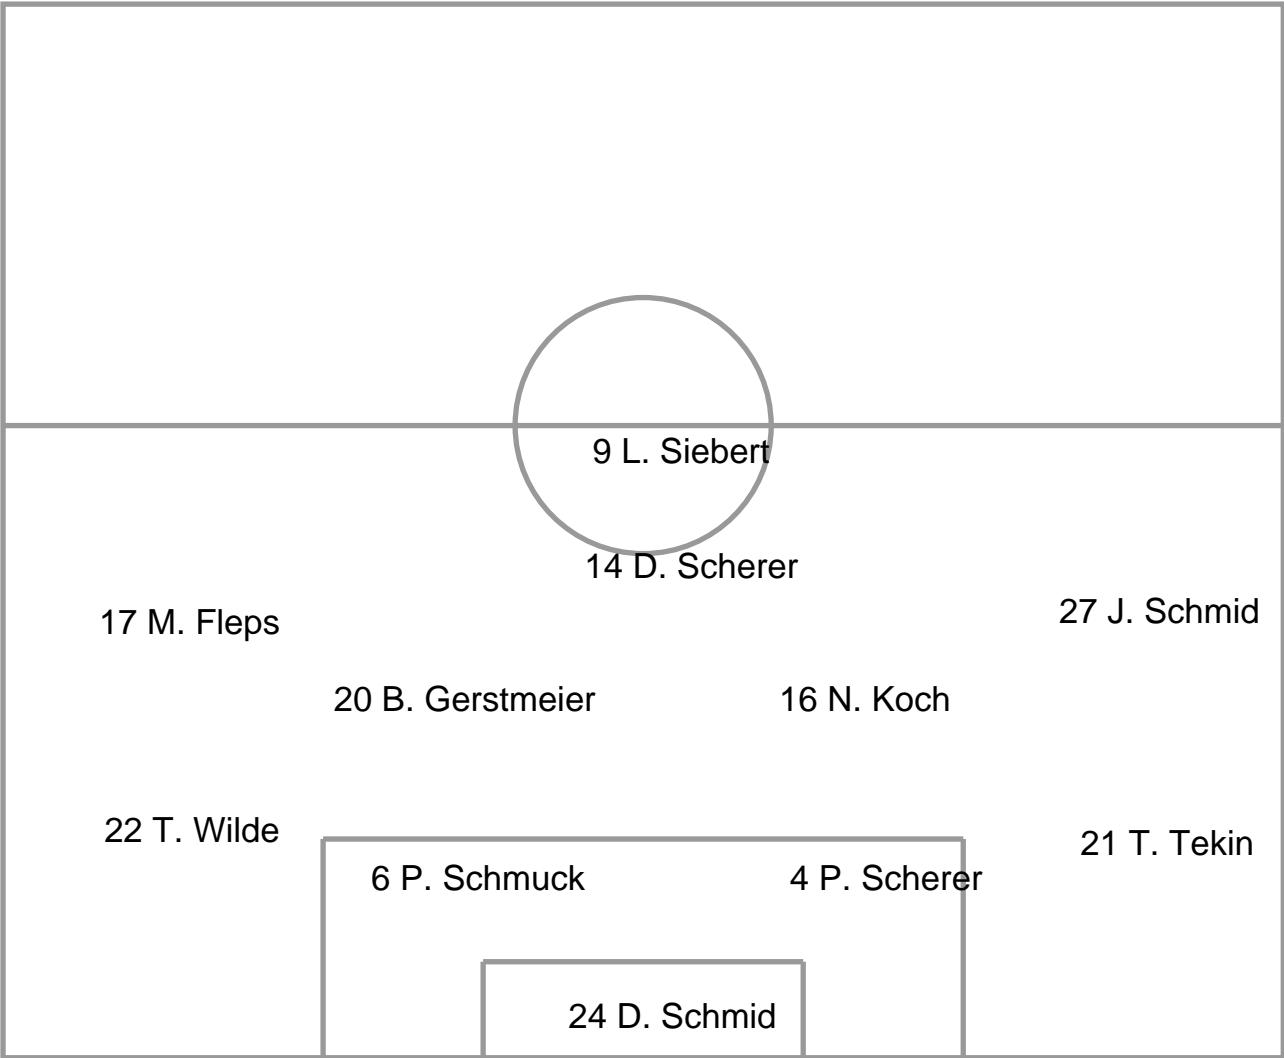 9 L. Siebert
14 D. Scherer
27 J. Schmid
17 M. Fleps
20 B. Gerstmeier
16 N. Koch
22 T. Wilde
21 T. Tekin
6 P. Schmuck
4 P. Scherer
24 D. Schmid